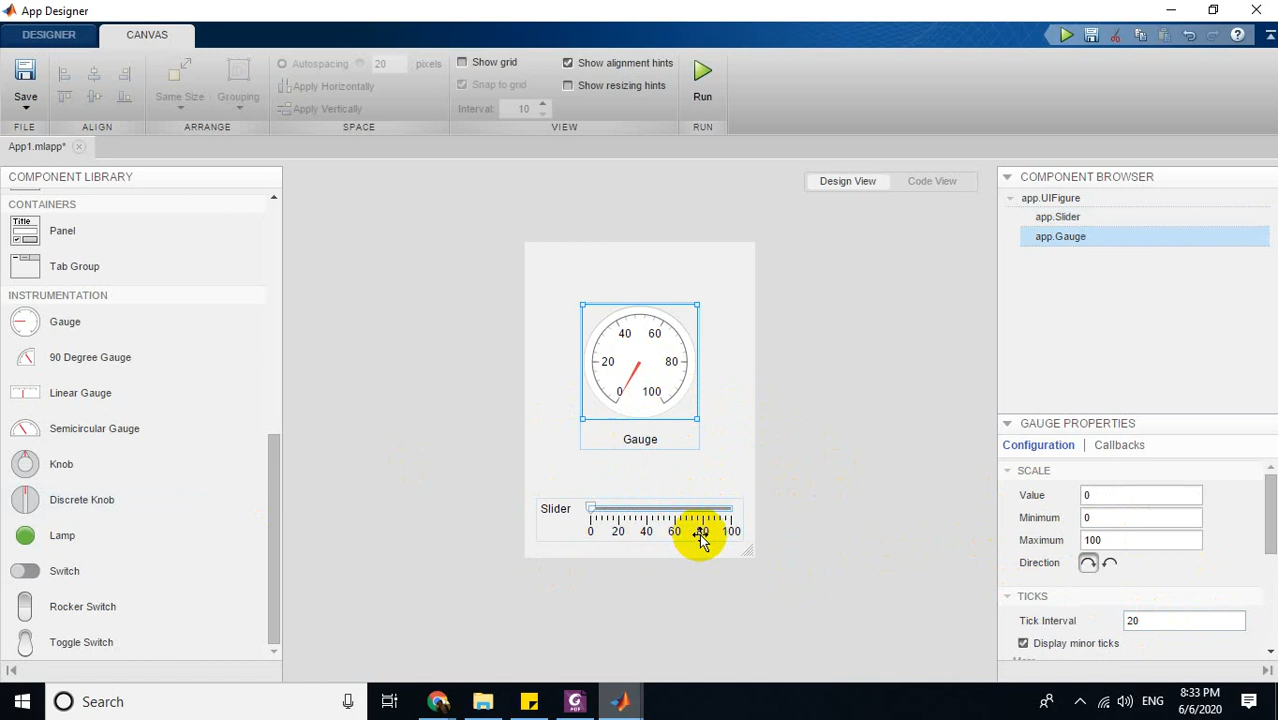 App Designer
DESIGNER
CANVAS
Save
FILE
ALIGN
Same Size
Grouping
ARRANGE
Autospacing
20
pixels
Apply Horizontally
Apply Vertically
SPACE
Show grid
Snap to grid
Interval:
10
Show alignment hints
Show resizing hints
VIEW
Run
RUN
App1.mlapp*
COMPONENT LIBRARY
CONTAINERS
Title
Panel
Tab Group
INSTRUMENTATION
Gauge
90 Degree Gauge
Linear Gauge
Semicircular Gauge
Knob
Discrete Knob
Lamp
Switch
Rocker Switch
Toggle Switch
Design View
Code View
40 60
20 80
0 100
Gauge
Slider
0 20 40 60 80 100
COMPONENT BROWSER
app.UIFigure
app.Slider
app.Gauge
GAUGE PROPERTIES
Configuration | Callbacks
SCALE
Value 0
Minimum 0
Maximum 100
Direction
TICKS
Tick Interval 20
Display minor ticks
Search
ENG
8:33 PM
6/6/2020